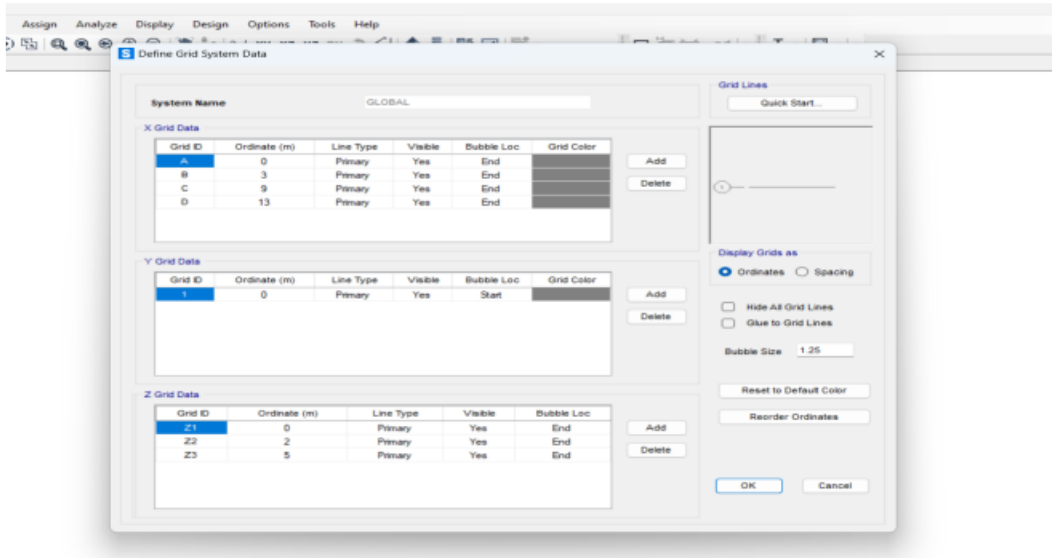 Assign Analyze Display Design Options Tools Help
S Define Grid System Data
Grid Lines
System Name GLOBAL Quick Start...
X Grid Data
Grid ID Ordinate (m) Line Type Visible Bubble Loc Grid Color
A 0 Primary Yes End Add
B 3 Primary Yes End
C 9 Primary Yes End Delete
D 13 Primary Yes End
1
Display Grids as
Ordinates Spacing
Y Grid Data
Grid ID Ordinate (m) Line Type Visible Bubble Loc Grid Color
1 0 Primary Yes Start Add
Delete
Hide All Grid Lines
Glue to Grid Lines
Bubble Size 1.25
Reset to Default Color
Reorder Ordinates
Z Grid Data
Grid ID Ordinate (m) Line Type Visible Bubble Loc
Z1 0 Primary Yes End Add
Z2 2 Primary Yes End
Z3 5 Primary Yes End Delete
OK Cancel